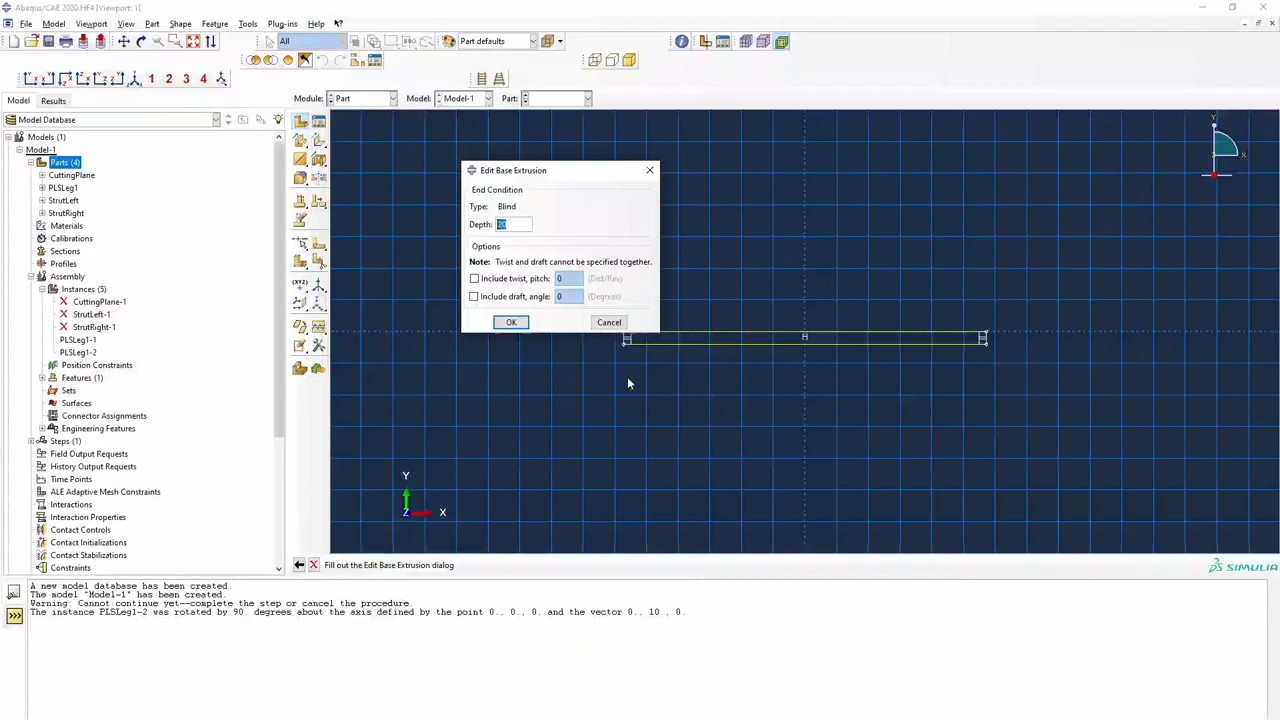 Abaqus/CAE 2020.HF4 [Viewport: 1]
File Model Viewport View Part Shape Feature Tools Plug-ins Help
All
Part defaults
1 2 3 4
Model Results
Module: Part Model: Model-1 Part:
Model Database
Models (1)
Model-1
Parts (4)
CuttingPlane
PLSLeg1
StrutLeft
StrutRight
Materials
Calibrations
Sections
Profiles
Assembly
Instances (5)
CuttingPlane-1
StrutLeft-1
StrutRight-1
PLSLeg1-1
PLSLeg1-2
Position Constraints
Features (1)
Sets
Surfaces
Connector Assignments
Engineering Features
Steps (1)
Field Output Requests
History Output Requests
Time Points
ALE Adaptive Mesh Constraints
Interactions
Interaction Properties
Contact Controls
Contact Initializations
Contact Stabilizations
Constraints
Edit Base Extrusion
End Condition
Type: Blind
Depth: 20
Options
Note: Twist and draft cannot be specified together.
Include twist, pitch: 0 (Dist/Rev)
Include draft, angle: 0 (Degrees)
OK Cancel
H
Y
X
Y
Z X
Fill out the Edit Base Extrusion dialog
SIMULIA
A new model database has been created.
The model "Model-1" has been created.
Warning: Cannot continue yet--complete the step or cancel the procedure.
The instance PLSLeg1-2 was rotated by 90. degrees about the axis defined by the point 0., 0., 0. and the vector 0., 10., 0.